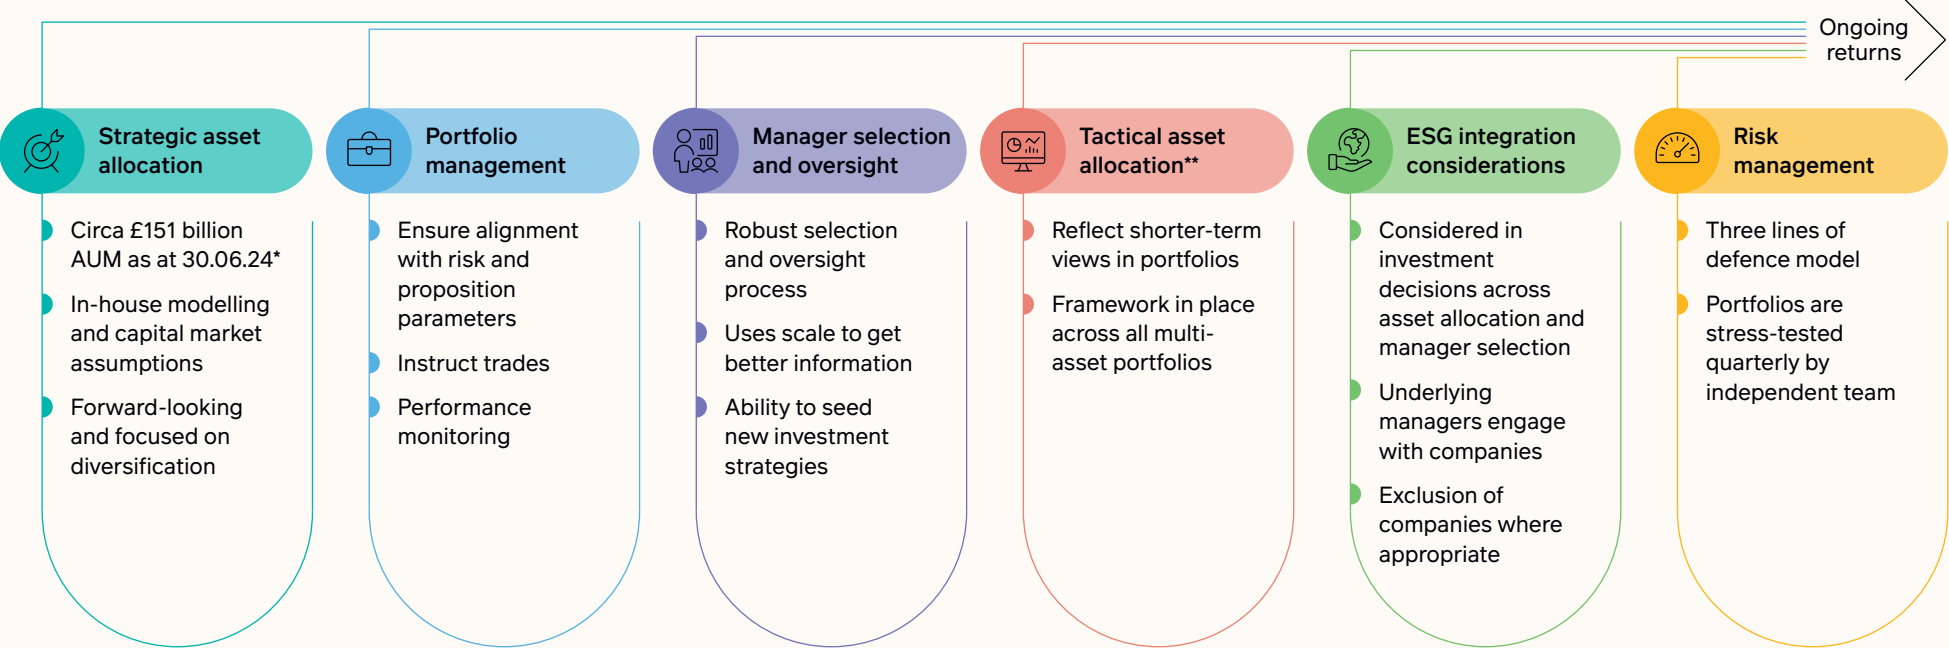 Ongoing
returns
Strategic asset
allocation
Circa £151 billion
AUM as at 30.06.24*
In-house modelling
and capital market
assumptions
Forward-looking
and focused on
diversification
Portfolio
management
Ensure alignment
with risk and
proposition
parameters
Instruct trades
Performance
monitoring
Manager selection
and oversight
Robust selection
and oversight
process
Uses scale to get
better information
Ability to seed
new investment
strategies
Tactical asset
allocation**
Reflect shorter-term
views in portfolios
Framework in place
across all multi-
asset portfolios
ESG integration
considerations
Considered in
investment
decisions across
asset allocation and
manager selection
Underlying
managers engage
with companies
Exclusion of
companies where
appropriate
Risk
management
Three lines of
defence model
Portfolios are
stress-tested
quarterly by
independent team